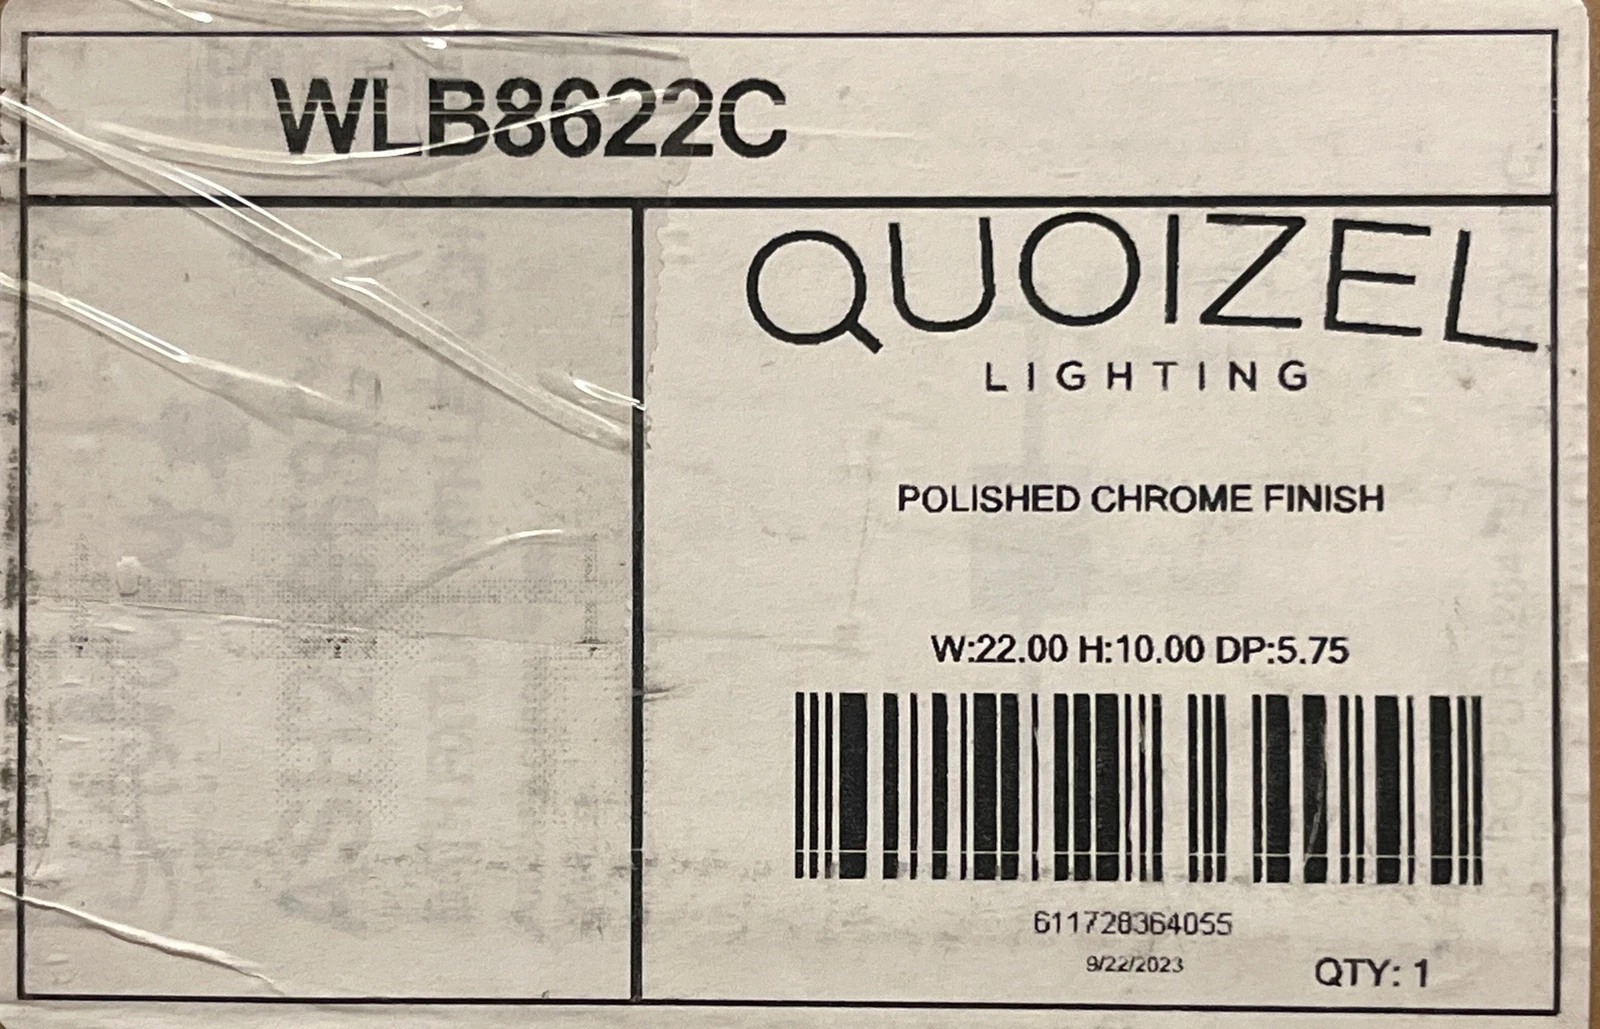 WLB8622C
QUOIZEL
LIGHTING
POLISHED CHROME FINISH
W:22.00 H:10.00 DP:5.75
611728364055
9/22/2023
QTY: 1